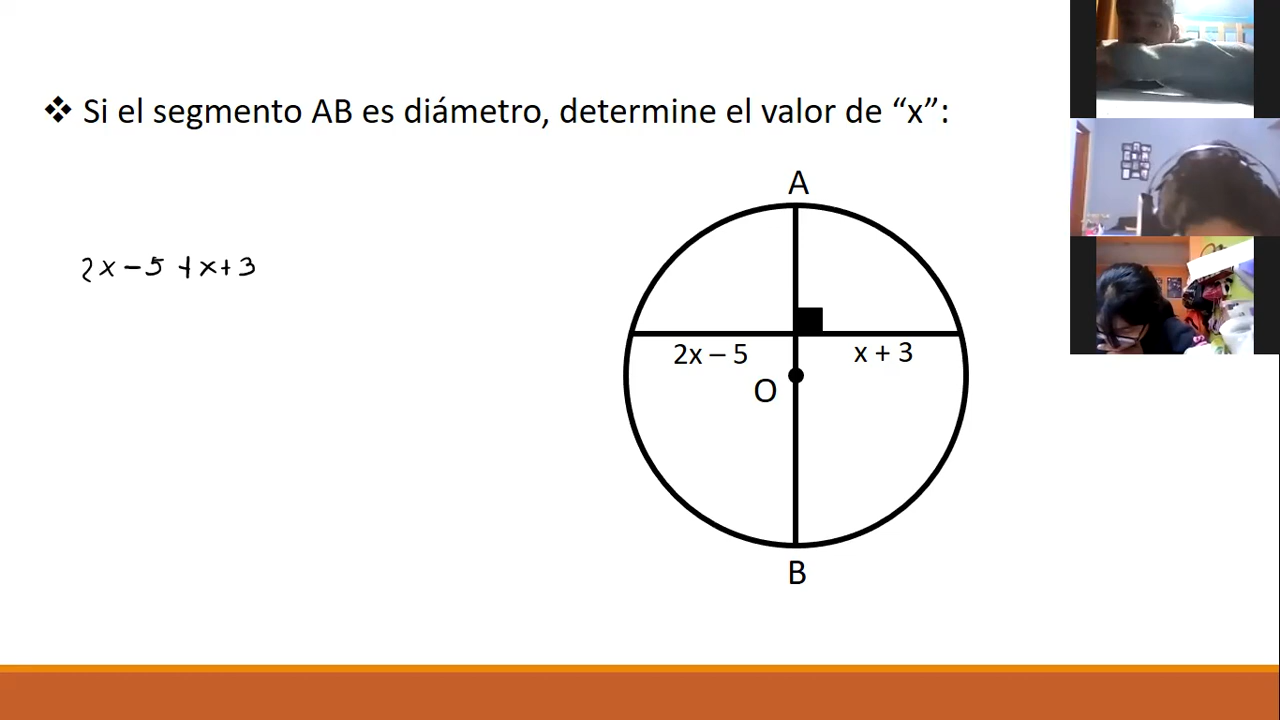 ❖ Si el segmento AB es diámetro, determine el valor de “x”:
A
2x – 5 + x + 3
2x – 5
x + 3
O
B